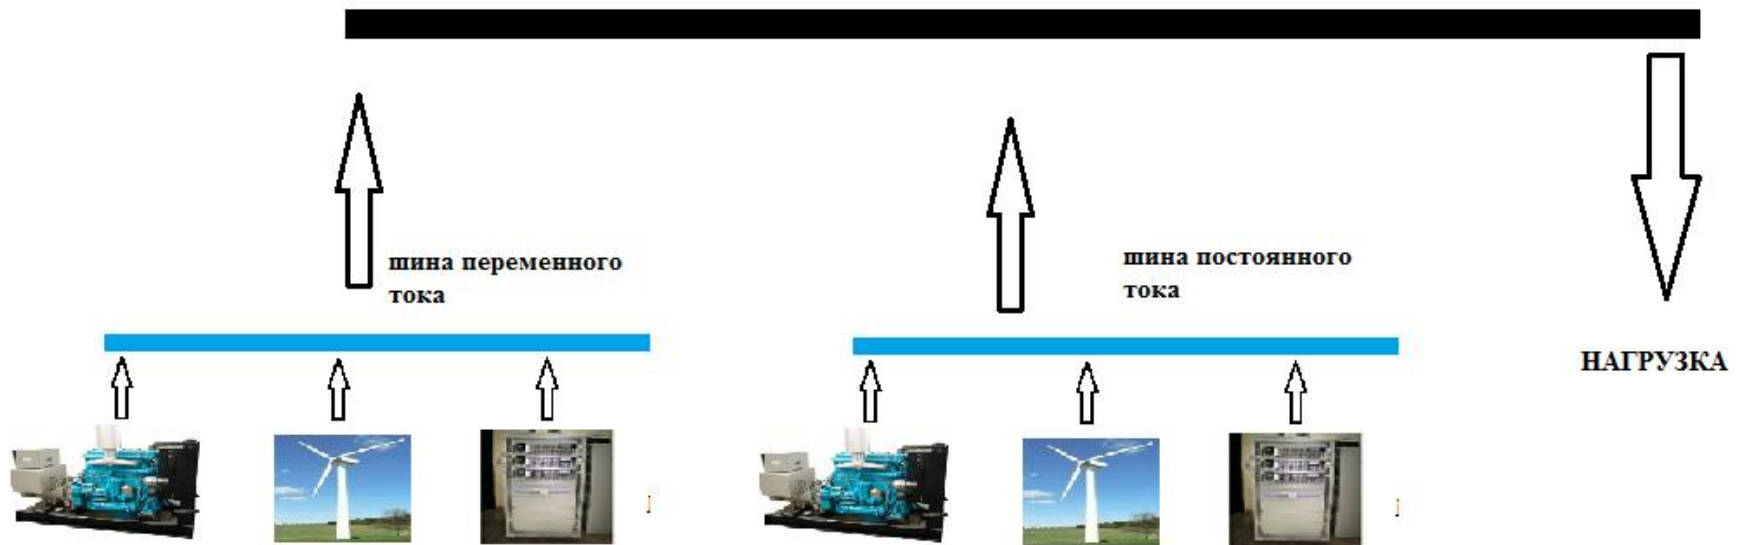 шина переменного
тока
шина постоянного
тока
НАГРУЗКА